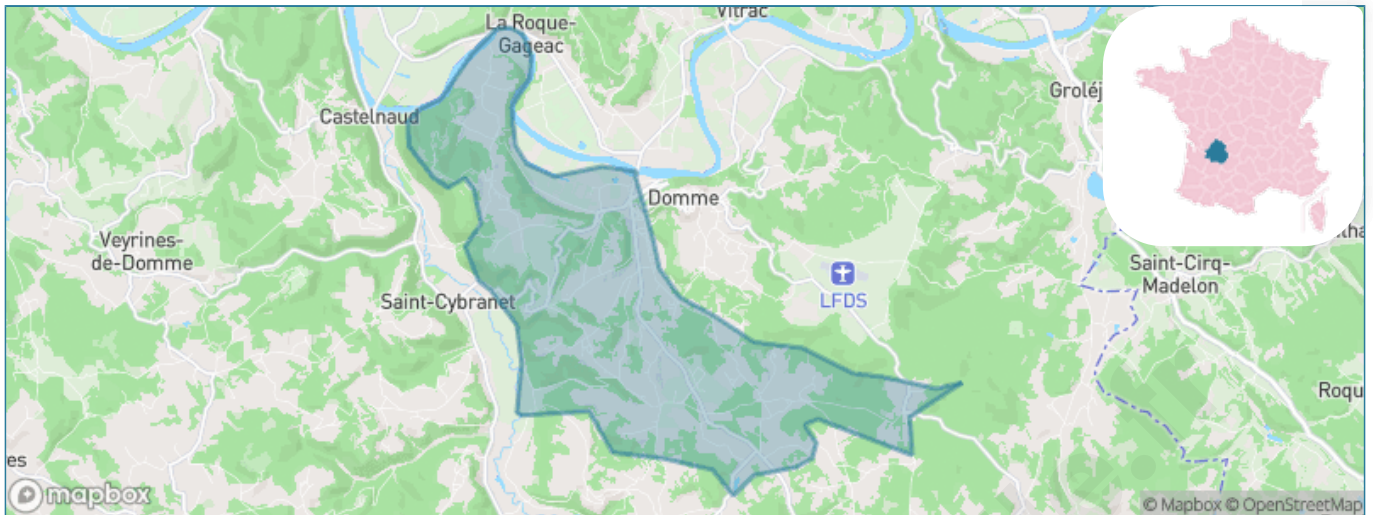 Vitrac
La Roque-
Gageac
Groléj
Castelnaud
Domme
Veyrines-
de-Domme
Saint-Cirq-
Madelon
LFDS
Saint-Cybranet
Roqu
es
mapbox
© Mapbox © OpenStreetMap